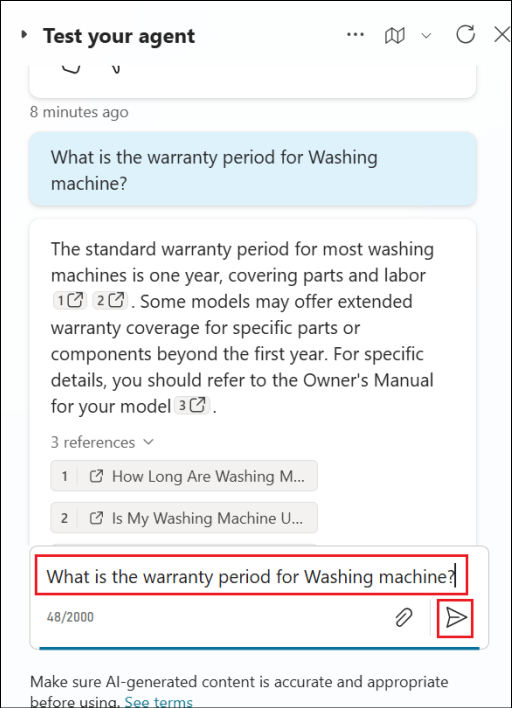 Test your agent
8 minutes ago
What is the warranty period for Washing
machine?
The standard warranty period for most washing
machines is one year, covering parts and labor
1 2 . Some models may offer extended
warranty coverage for specific parts or
components beyond the first year. For specific
details, you should refer to the Owner's Manual
for your model 3 .
3 references
1 How Long Are Washing M...
2 Is My Washing Machine U...
What is the warranty period for Washing machine?
48/2000
Make sure AI-generated content is accurate and appropriate
before using. See terms